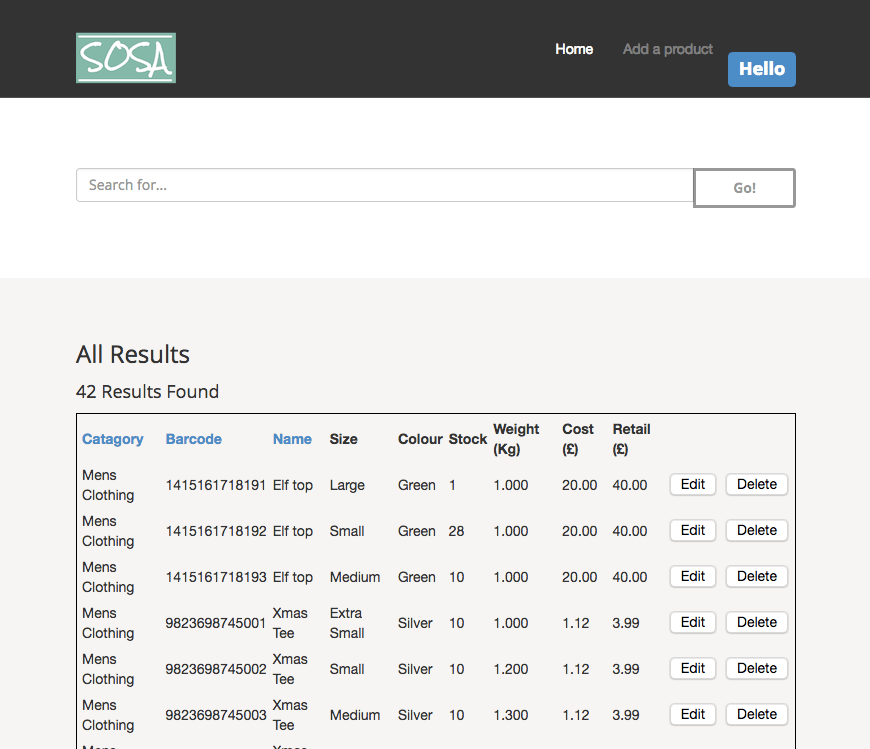 SOSA
Home Add a product Hello
Search for... Go!
All Results
42 Results Found
Catagory Barcode Name Size Colour Stock Weight (Kg) Cost (£) Retail (£)
Mens Clothing 1415161718191 Elf top Large Green 1 1.000 20.00 40.00 Edit Delete
Mens Clothing 1415161718192 Elf top Small Green 28 1.000 20.00 40.00 Edit Delete
Mens Clothing 1415161718193 Elf top Medium Green 10 1.000 20.00 40.00 Edit Delete
Mens Clothing 9823698745001 Xmas Tee Extra Small Silver 10 1.000 1.12 3.99 Edit Delete
Mens Clothing 9823698745002 Xmas Tee Small Silver 10 1.200 1.12 3.99 Edit Delete
Mens Clothing 9823698745003 Xmas Tee Medium Silver 10 1.300 1.12 3.99 Edit Delete